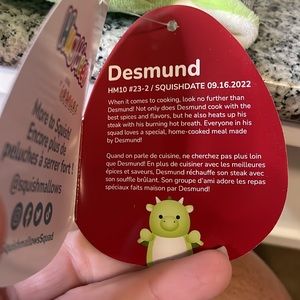 Desmund
HM10 #23-2 / SQUISHDATE 09.16.2022
When it comes to cooking, look no further than
Desmund! Not only does Desmund cook with the
best spices and flavors, but he also heats up his
steak with his burning hot breath. Everyone in his
squad loves a special, home-cooked meal made
by Desmund!
Quand on parle de cuisine, ne cherchez pas plus loin
que Desmund! En plus de cuisiner avec les meilleures
épices et saveurs, Desmund réchauffe son steak avec
son souffle brûlant. Son groupe d'ami adore les repas
spéciaux faits maison par Desmund!
More to Squish!
Encore plus de
peluches à serrer fort !
@squishmallows
SquishmallowsSquad